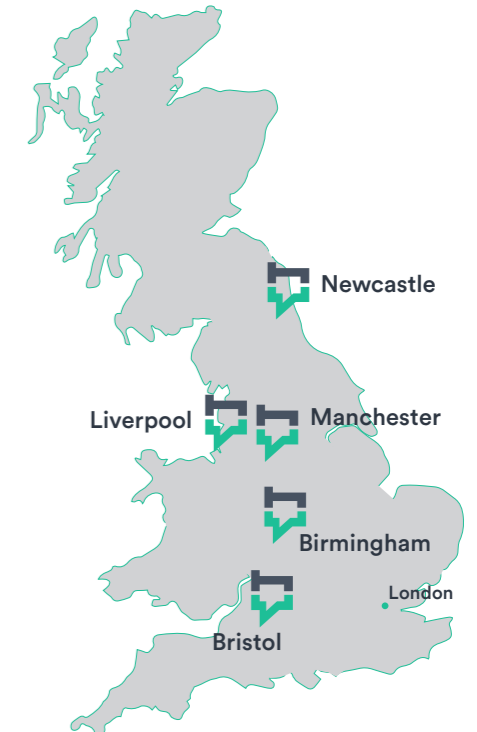 Newcastle
Liverpool
Manchester
Birmingham
London
Bristol